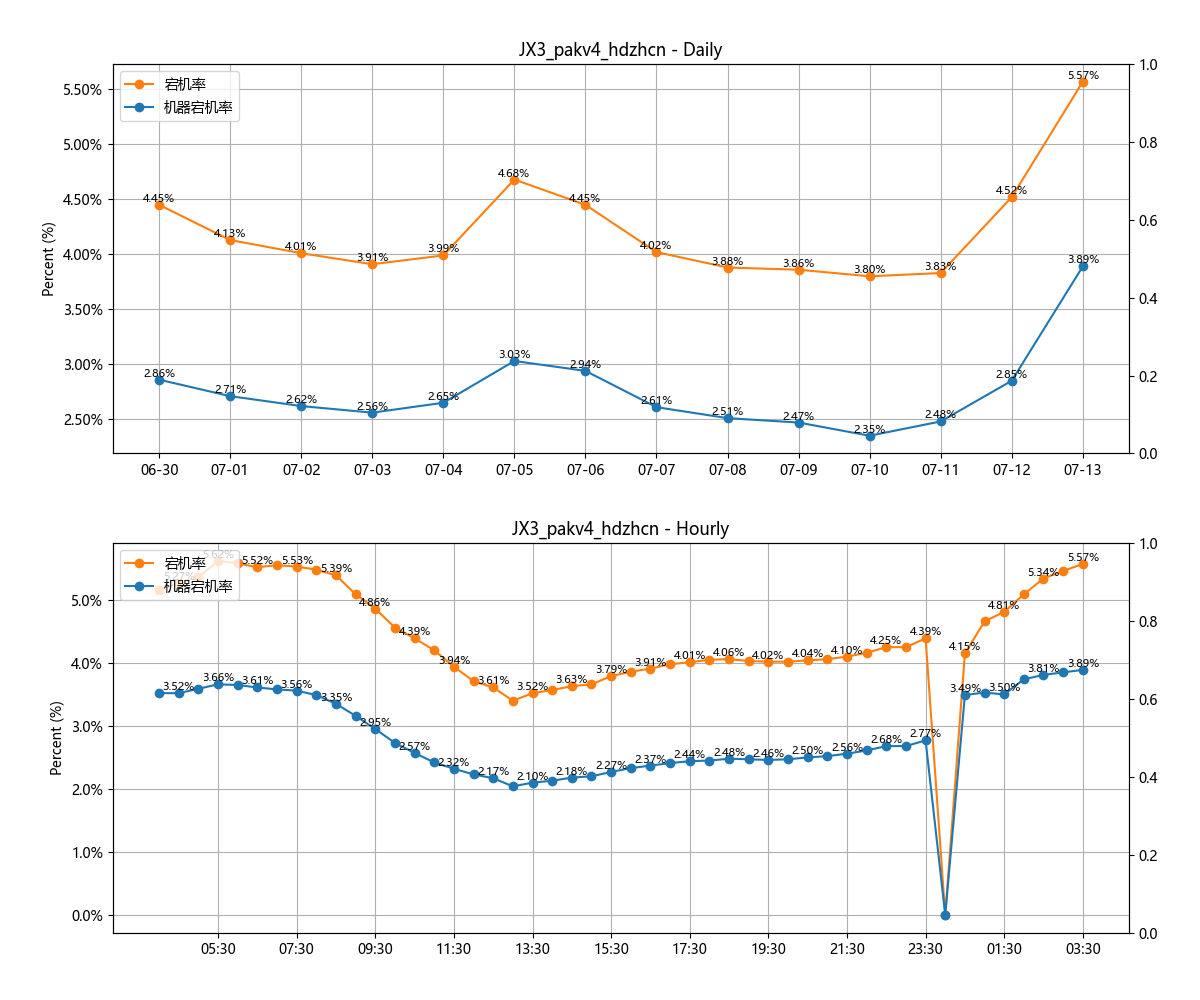 JX3_pakv4_hdzhcn - Daily
宕机率
机器宕机率
Percent (%)
5.50%
5.00%
4.50%
4.00%
3.50%
3.00%
2.50%
1.0
0.8
0.6
0.4
0.2
0.0
4.45% 4.13% 4.01% 3.91% 3.99% 4.68% 4.45% 4.02% 3.88% 3.86% 3.80% 3.83% 4.52% 5.57%
2.86% 2.71% 2.62% 2.56% 2.65% 3.03% 2.94% 2.61% 2.51% 2.47% 2.35% 2.48% 2.85% 3.89%
06-30 07-01 07-02 07-03 07-04 07-05 07-06 07-07 07-08 07-09 07-10 07-11 07-12 07-13
JX3_pakv4_hdzhcn - Hourly
宕机率
机器宕机率
Percent (%)
5.0%
4.0%
3.0%
2.0%
1.0%
0.0%
1.0
0.8
0.6
0.4
0.2
0.0
5.27% 5.62% 5.52% 5.53% 5.39% 4.86% 4.39% 3.94% 3.61% 3.52% 3.63% 3.79% 3.91% 4.01% 4.06% 4.02% 4.04% 4.10% 4.25% 4.39% 4.15% 4.81% 5.34% 5.57%
3.52% 3.66% 3.61% 3.56% 3.35% 2.95% 2.57% 2.32% 2.17% 2.10% 2.18% 2.27% 2.37% 2.44% 2.48% 2.46% 2.50% 2.56% 2.68% 2.77% 3.49% 3.50% 3.81% 3.89%
05:30 07:30 09:30 11:30 13:30 15:30 17:30 19:30 21:30 23:30 01:30 03:30